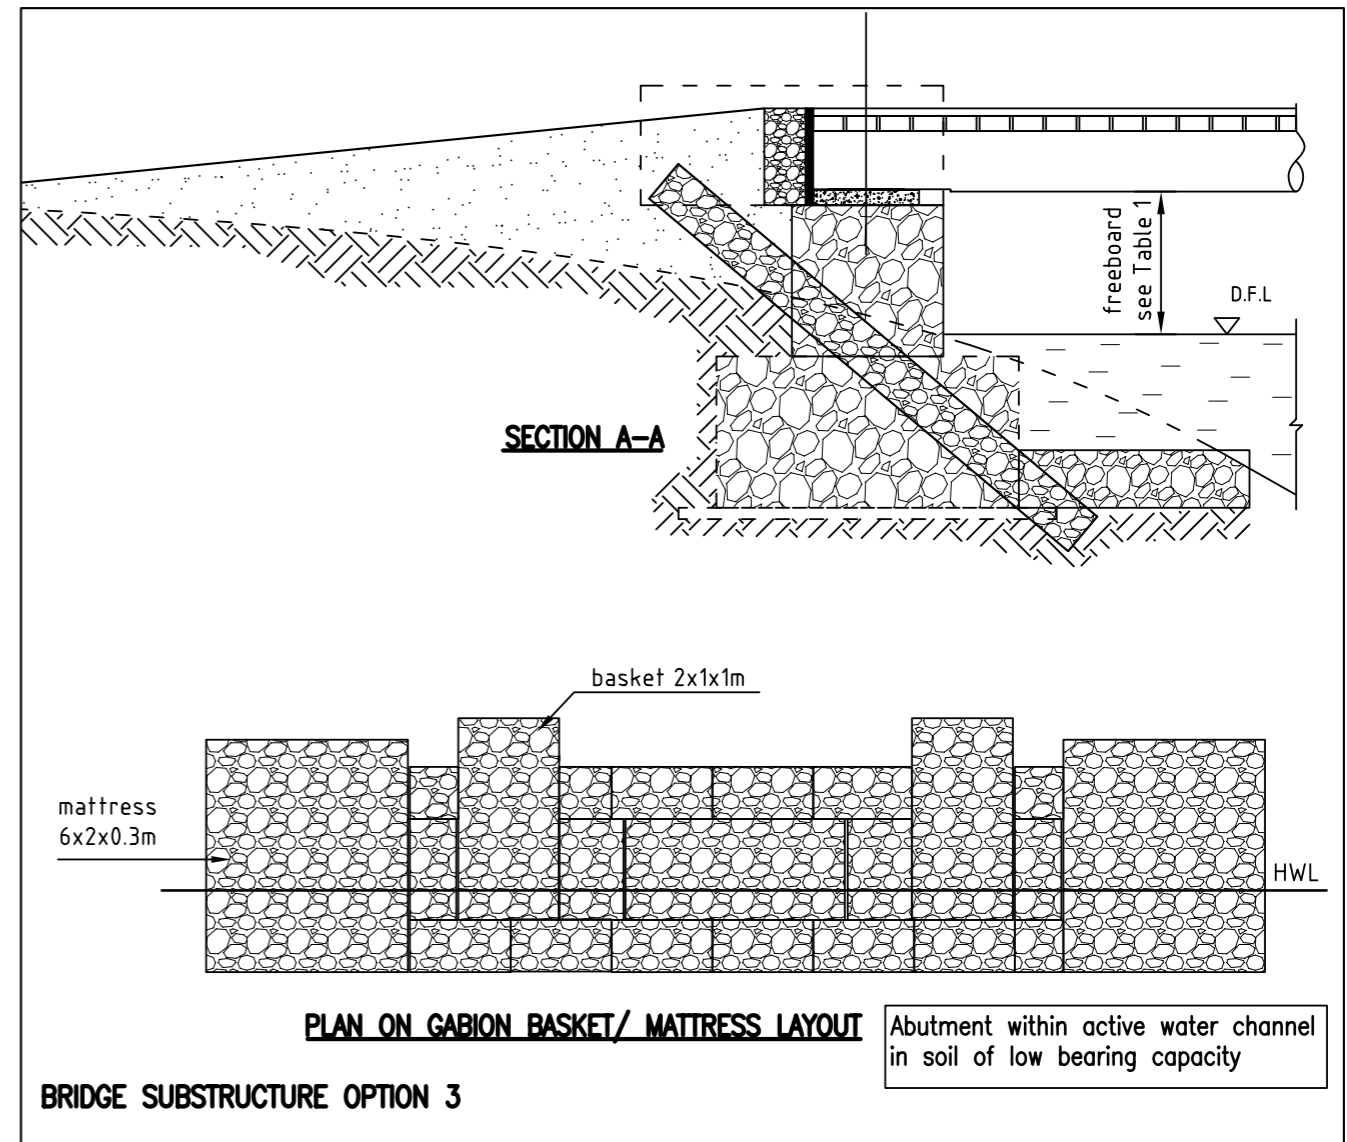 freeboard
see Table 1
D.F.L
SECTION A-A
basket 2x1x1m
mattress
6x2x0.3m
HWL
PLAN ON GABION BASKET/ MATTRESS LAYOUT
Abutment within active water channel
in soil of low bearing capacity
BRIDGE SUBSTRUCTURE OPTION 3